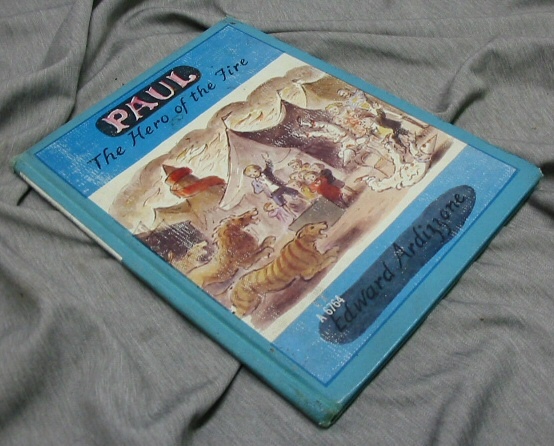 PAUL
The Hero of the Fire
A 6764
Edward Ardizzone